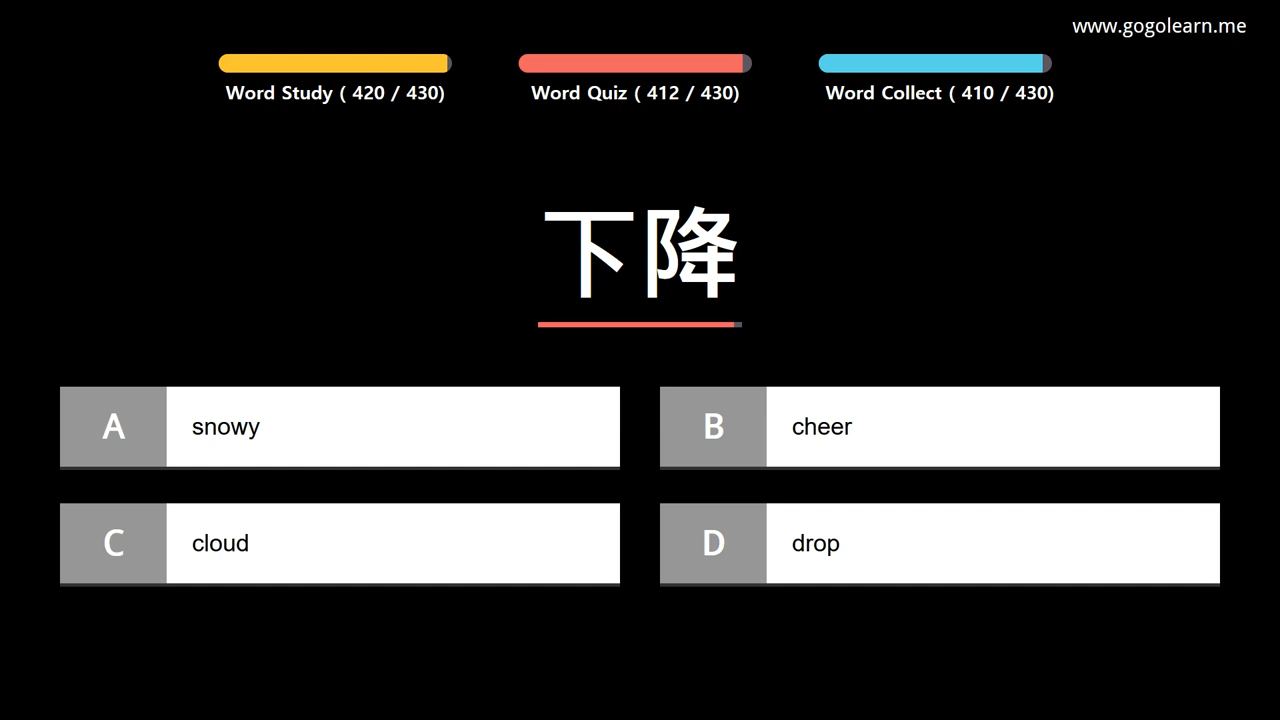 www.gogolearn.me
Word Study ( 420 / 430)
Word Quiz ( 412 / 430)
Word Collect ( 410 / 430)
下降
A snowy
B cheer
C cloud
D drop